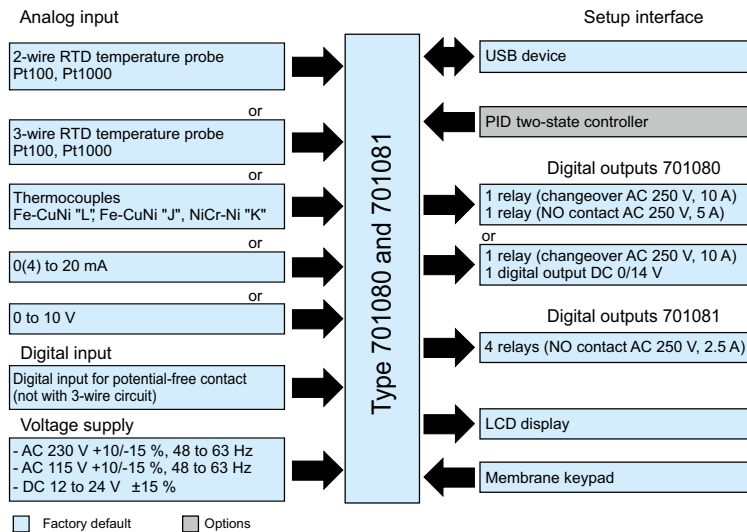 Analog input
2-wire RTD temperature probe
Pt100, Pt1000
or
3-wire RTD temperature probe
Pt100, Pt1000
or
Thermocouples
Fe-CuNi "L", Fe-CuNi "J", NiCr-Ni "K"
or
0(4) to 20 mA
or
0 to 10 V
Digital input
Digital input for potential-free contact
(not with 3-wire circuit)
Voltage supply
- AC 230 V +10/-15 %, 48 to 63 Hz
- AC 115 V +10/-15 %, 48 to 63 Hz
- DC 12 to 24 V ±15 %
Type 701080 and 701081
Setup interface
USB device
PID two-state controller
Digital outputs 701080
1 relay (changeover AC 250 V, 10 A)
1 relay (NO contact AC 250 V, 5 A)
or
1 relay (changeover AC 250 V, 10 A)
1 digital output DC 0/14 V
Digital outputs 701081
4 relays (NO contact AC 250 V, 2.5 A)
LCD display
Membrane keypad
Factory default
Options